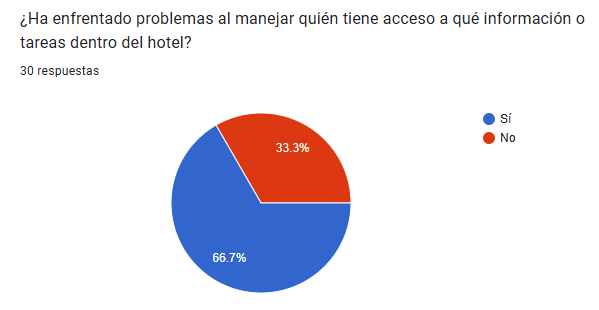 ¿Ha enfrentado problemas al manejar quién tiene acceso a qué información o
tareas dentro del hotel?
30 respuestas
Sí
No
33.3%
66.7%